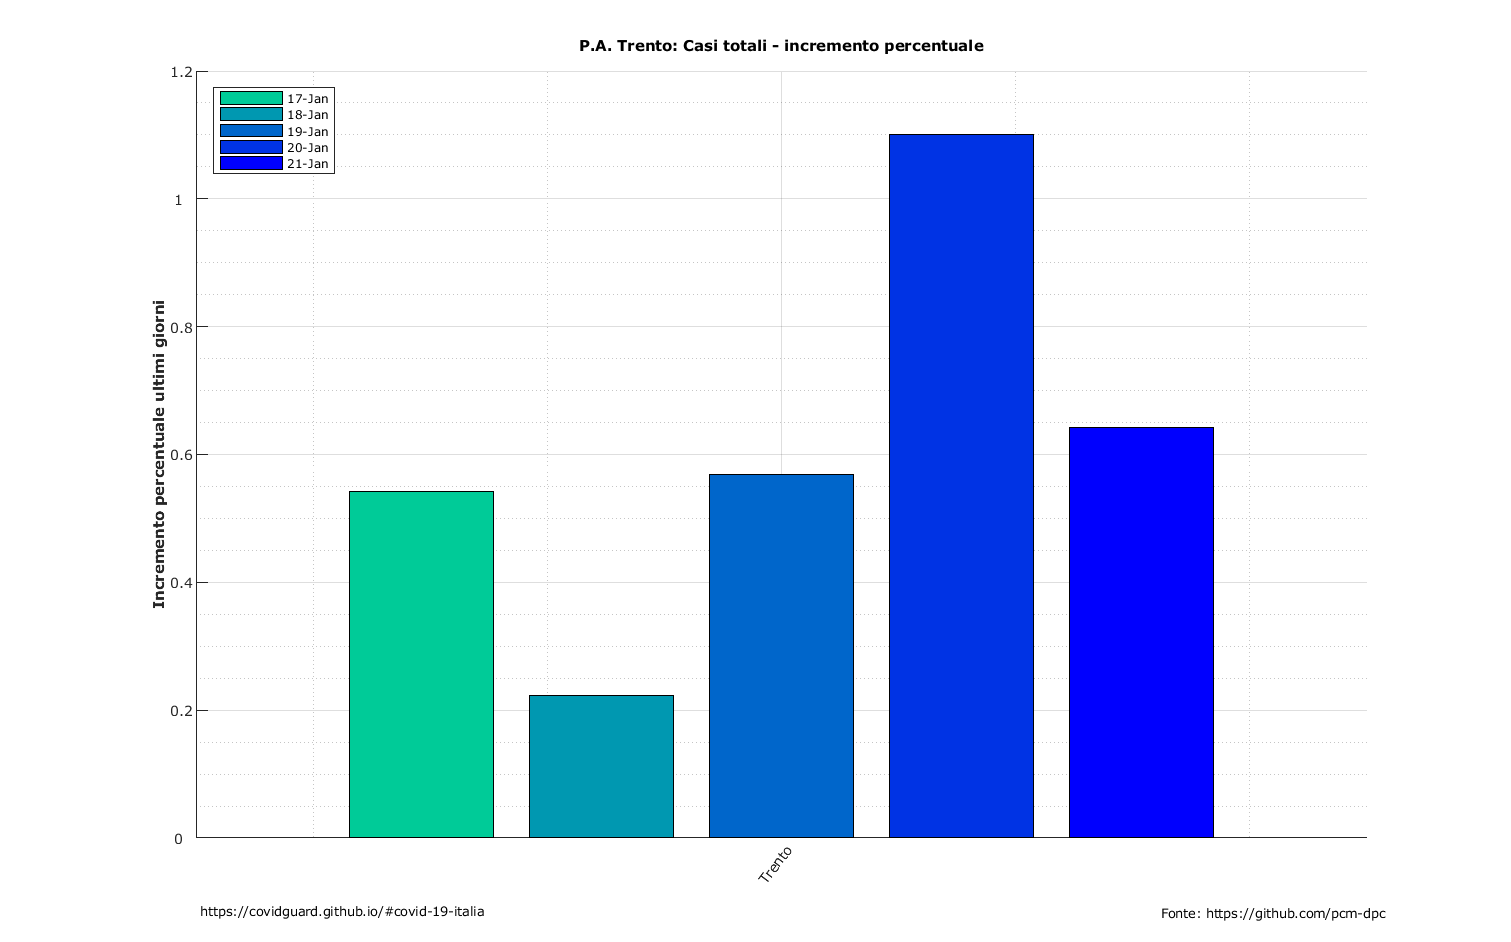 P.A. Trento: Casi totali - incremento percentuale
Incremento percentuale ultimi giorni
1.2
1
0.8
0.6
0.4
0.2
0
17-Jan
18-Jan
19-Jan
20-Jan
21-Jan
Trento
https://covidguard.github.io/#covid-19-italia
Fonte: https://github.com/pcm-dpc